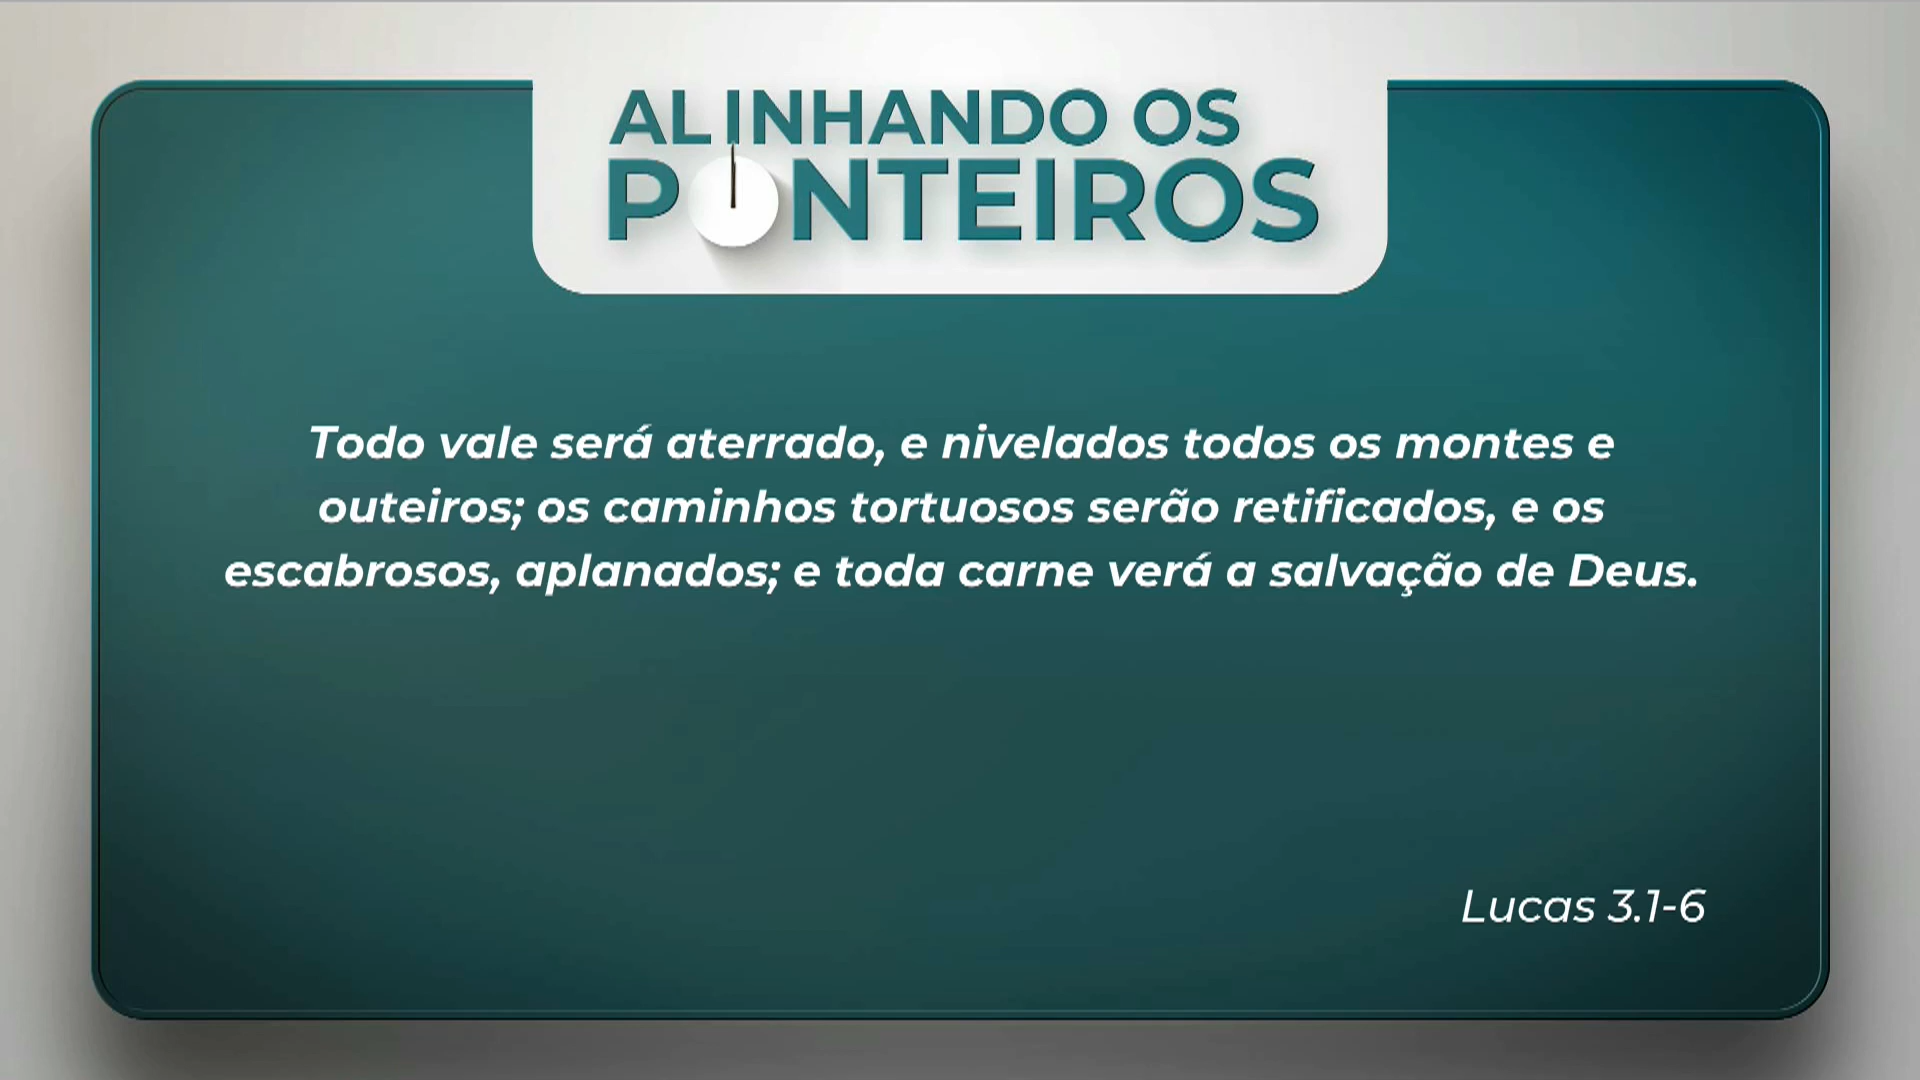 ALINHANDO OS
PONTEIROS
Todo vale será aterrado, e nivelados todos os montes e
outeiros; os caminhos tortuosos serão retificados, e os
escabrosos, aplanados; e toda carne verá a salvação de Deus.
Lucas 3.1-6